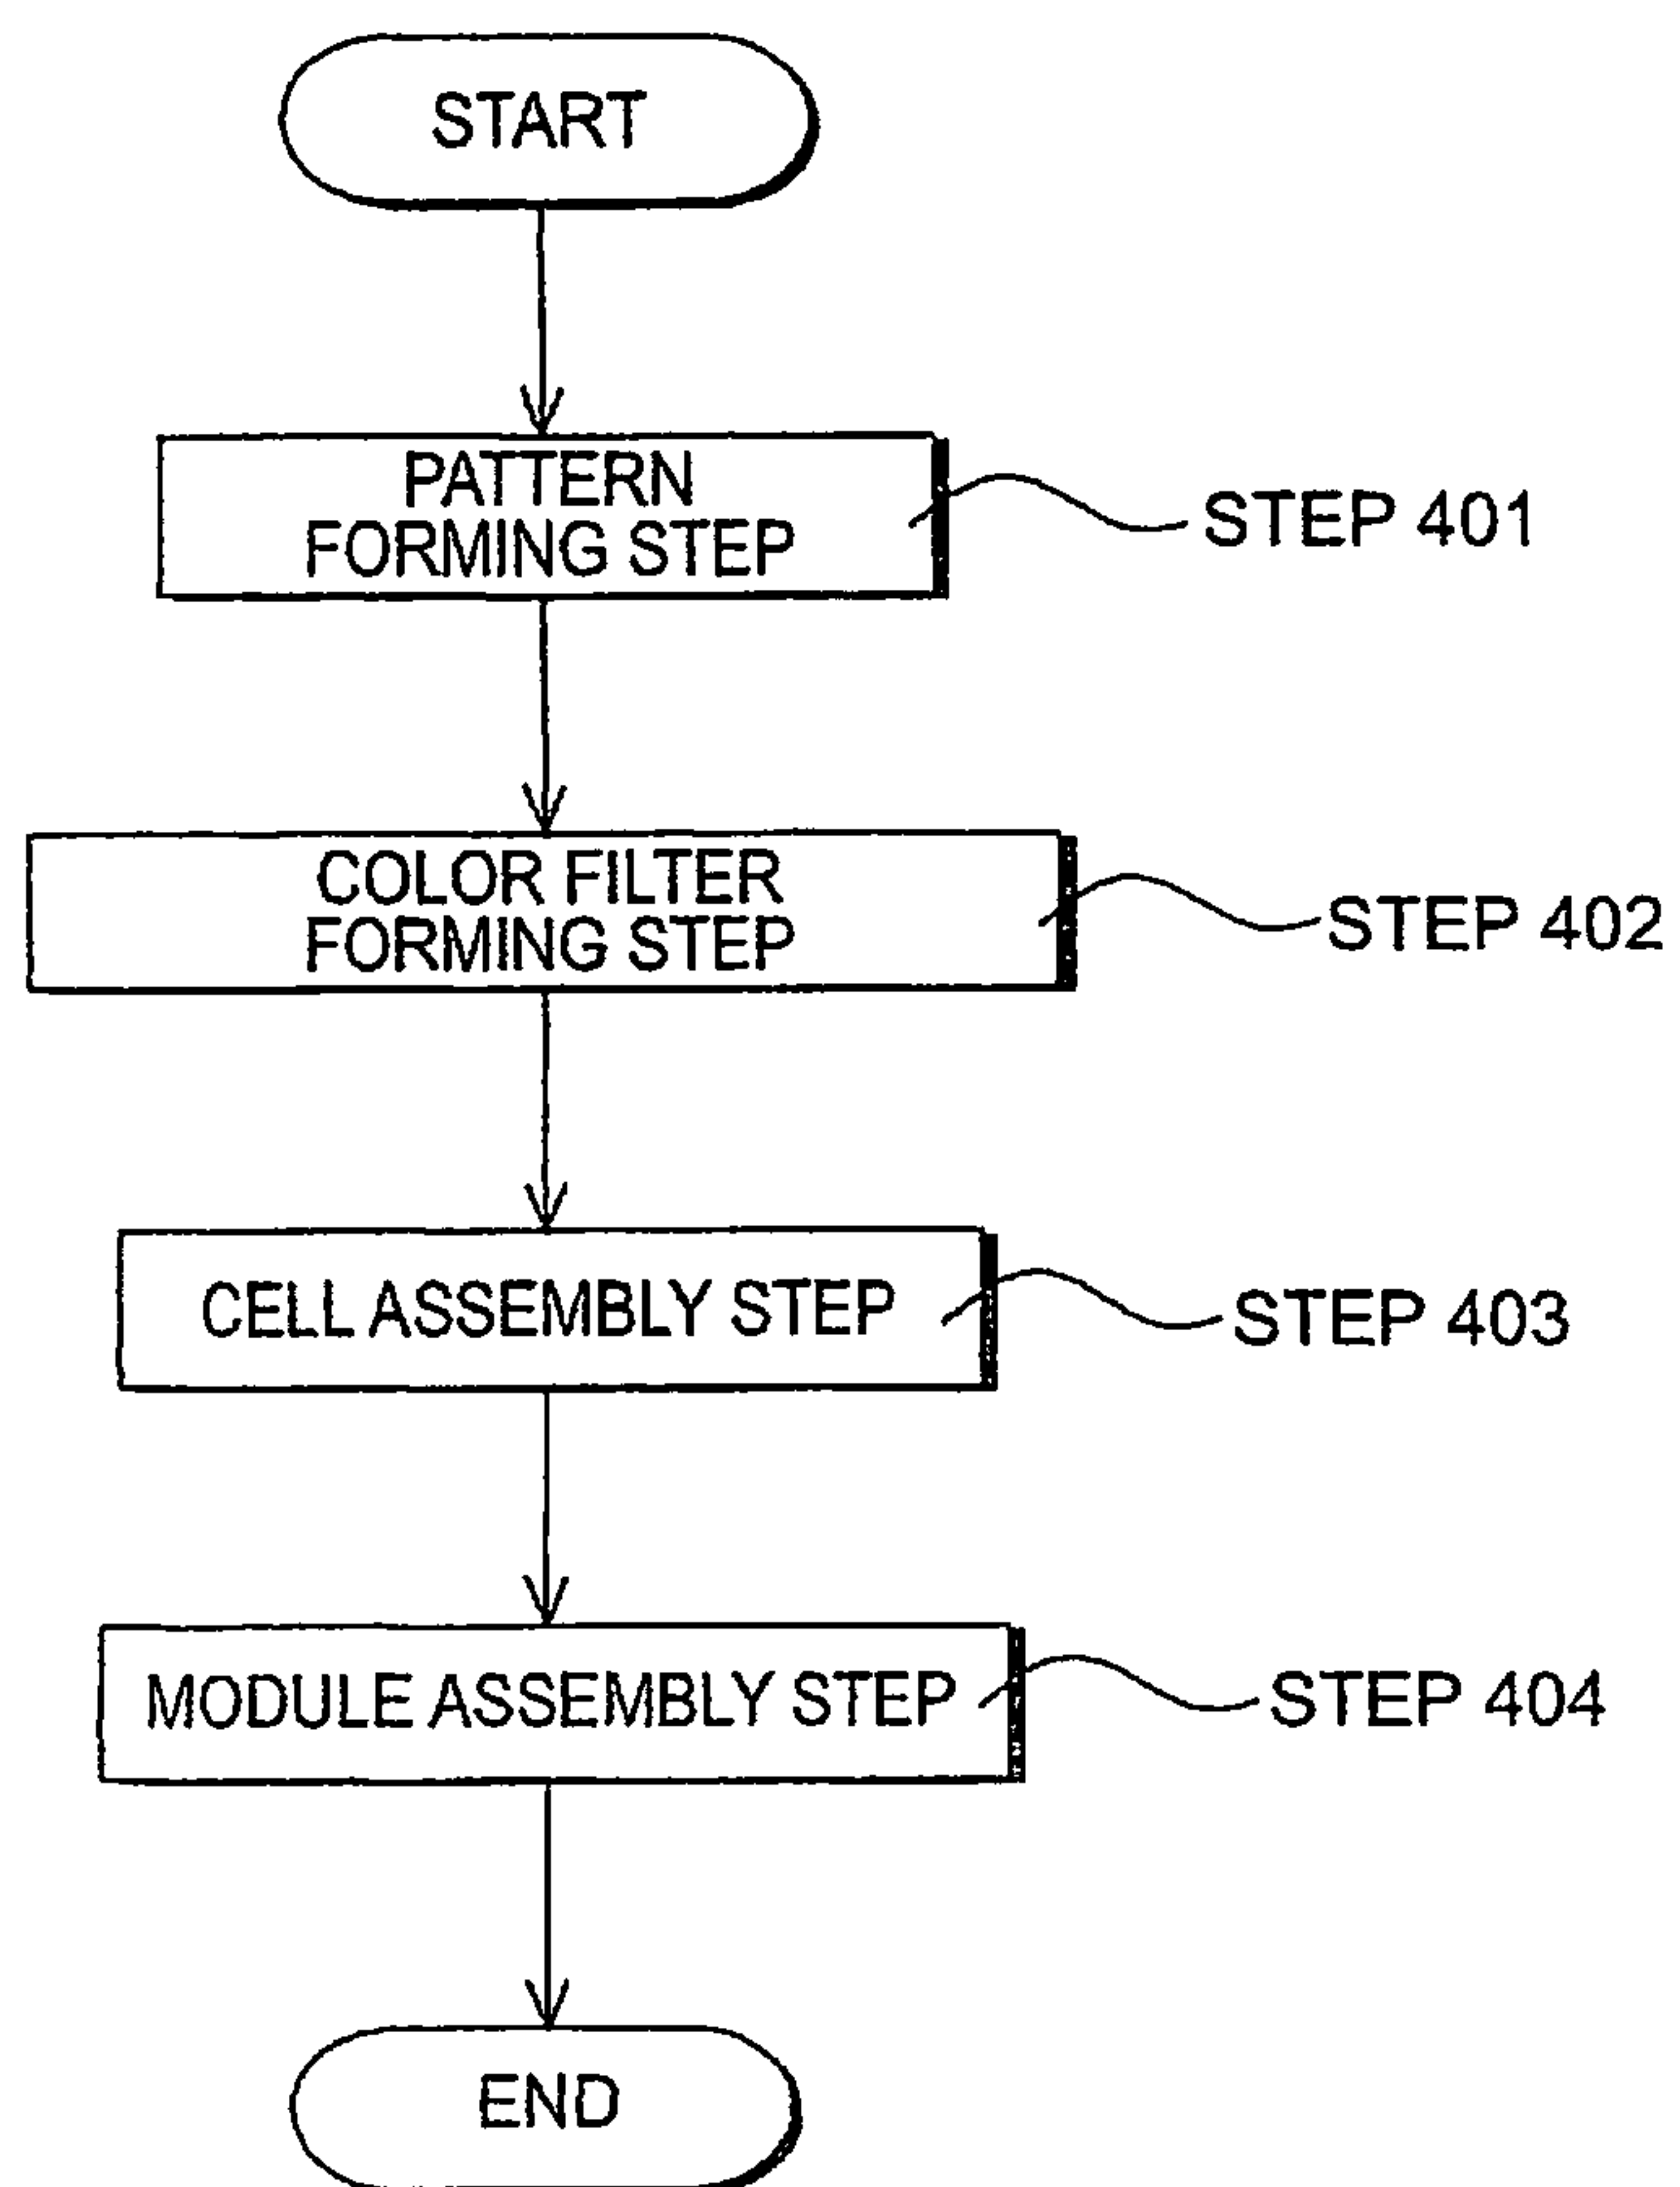 START
PATTERN
FORMING STEP
STEP 401
COLOR FILTER
FORMING STEP
STEP 402
CELL ASSEMBLY STEP
STEP 403
MODULE ASSEMBLY STEP
STEP 404
END